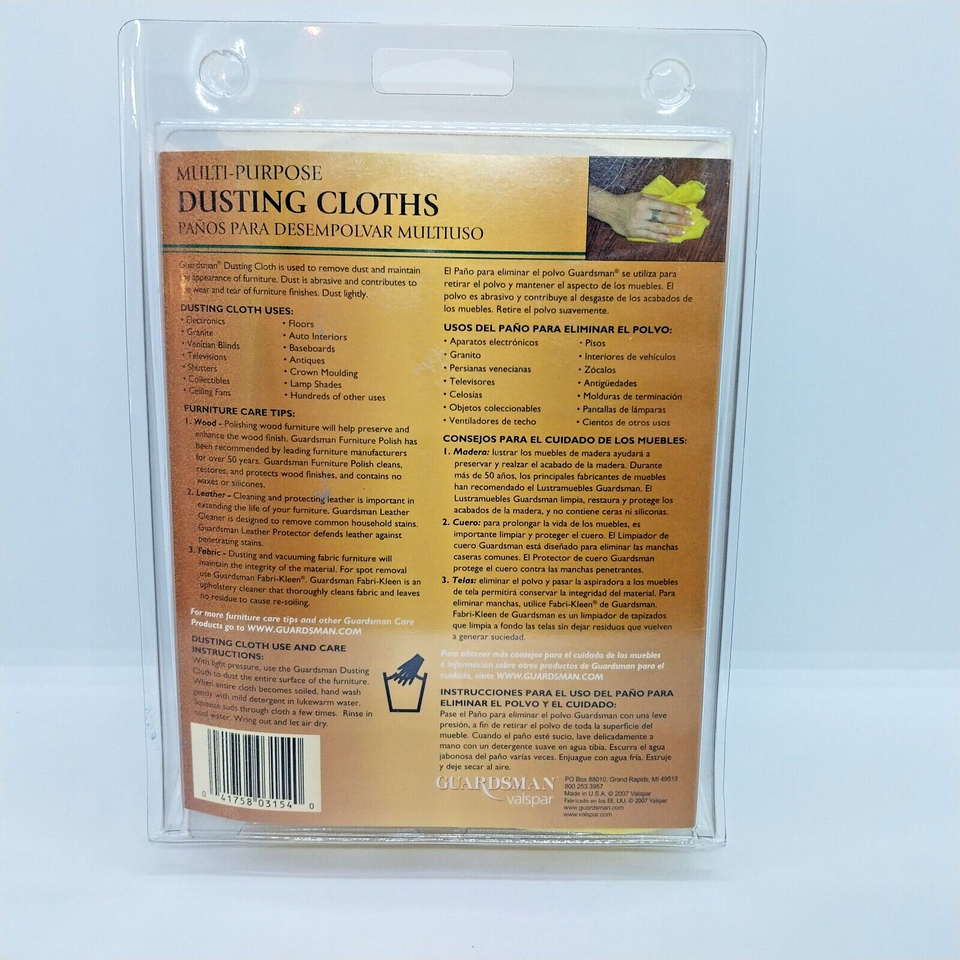 MULTI-PURPOSE
DUSTING CLOTHS
PAÑOS PARA DESEMPOLVAR MULTIUSO
Guardsman® Dusting Cloth is used to remove dust and maintain
the appearance of furniture. Dust is abrasive and contributes to
the wear and tear of furniture finishes. Dust lightly.
DUSTING CLOTH USES:
• Electronics
• Granite
• Venitian Blinds
• Televisions
• Shutters
• Collectibles
• Ceiling Fans
• Floors
• Auto Interiors
• Baseboards
• Antiques
• Crown Moulding
• Lamp Shades
• Hundreds of other uses
FURNITURE CARE TIPS:
1. Wood - Polishing wood furniture will help preserve and
enhance the wood finish. Guardsman Furniture Polish has
been recommended by leading furniture manufacturers
for over 50 years. Guardsman Furniture Polish cleans,
restores, and protects wood finishes, and contains no
waxes or silicones.
2. Leather - Cleaning and protecting leather is important in
extending the life of your furniture. Guardsman Leather
Cleaner is designed to remove common household stains.
Guardsman Leather Protector defends leather against
penetrating stains.
3. Fabric - Dusting and vacuuming fabric furniture will
maintain the integrity of the material. For spot removal
use Guardsman Fabri-Kleen®. Guardsman Fabri-Kleen is an
upholstery cleaner that thoroughly cleans fabric and leaves
no residue to cause re-soiling.
For more furniture care tips and other Guardsman Care
Products go to WWW.GUARDSMAN.COM
DUSTING CLOTH USE AND CARE
INSTRUCTIONS:
With light pressure, use the Guardsman Dusting
Cloth to dust the entire surface of the furniture.
When entire cloth becomes soiled, hand wash
gently with mild detergent in lukewarm water.
Squeeze suds through cloth a few times. Rinse in
cool water. Wring out and let air dry.
0 41758 03154 0
El Paño para eliminar el polvo Guardsman® se utiliza para
retirar el polvo y mantener el aspecto de los muebles. El
polvo es abrasivo y contribuye al desgaste de los acabados de
los muebles. Retire el polvo suavemente.
USOS DEL PAÑO PARA ELIMINAR EL POLVO:
• Aparatos electrónicos
• Granito
• Persianas venecianas
• Televisores
• Celosías
• Objetos coleccionables
• Ventiladores de techo
• Pisos
• Interiores de vehículos
• Zócalos
• Antigüedades
• Molduras de terminación
• Pantallas de lámparas
• Cientos de otros usos
CONSEJOS PARA EL CUIDADO DE LOS MUEBLES:
1. Madera: lustrar los muebles de madera ayudará a
preservar y realzar el acabado de la madera. Durante
más de 50 años, los principales fabricantes de muebles
han recomendado el Lustramuebles Guardsman. El
Lustramuebles Guardsman limpia, restaura y protege los
acabados de la madera, y no contiene ceras ni siliconas.
2. Cuero: para prolongar la vida de los muebles, es
importante limpiar y proteger el cuero. El Limpiador de
cuero Guardsman está diseñado para eliminar las manchas
caseras comunes. El Protector de cuero Guardsman
protege el cuero contra las manchas penetrantes.
3. Telas: eliminar el polvo y pasar la aspiradora a los muebles
de tela permitirá conservar la integridad del material. Para
eliminar manchas, utilice Fabri-Kleen® de Guardsman.
Fabri-Kleen de Guardsman es un limpiador de tapizados
que limpia a fondo las telas sin dejar residuos que vuelven
a generar suciedad.
Para obtener más consejos para el cuidado de los muebles
e información sobre otros productos de Guardsman para el
cuidado, visite WWW.GUARDSMAN.COM
INSTRUCCIONES PARA EL USO DEL PAÑO PARA
ELIMINAR EL POLVO Y EL CUIDADO:
Pase el Paño para eliminar el polvo Guardsman con una leve
presión, a fin de retirar el polvo de toda la superficie del
mueble. Cuando el paño esté sucio, lave delicadamente a
mano con un detergente suave en agua tibia. Escurra el agua
jabonosa del paño varias veces. Enjuague con agua fría. Estruje
y deje secar al aire.
GUARDSMAN
valspar
PO Box 88010, Grand Rapids, MI 49518
800.253.3957
Made in U.S.A. © 2007 Valspar
Fabricado en los EE. UU. © 2007 Valspar
www.guardsman.com
www.valspar.com